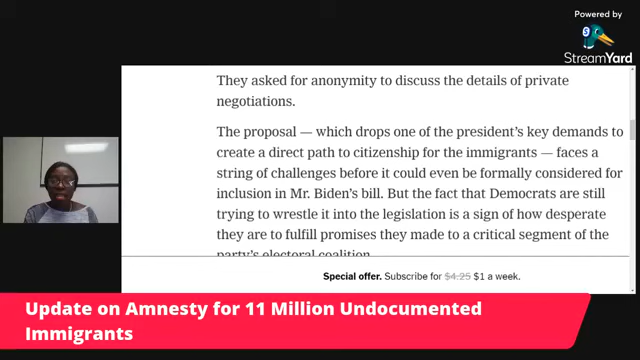 Powered by
StreamYard
They asked for anonymity to discuss the details of private
negotiations.
The proposal — which drops one of the president's key demands to
create a direct path to citizenship for the immigrants — faces a
string of challenges before it could even be formally considered for
inclusion in Mr. Biden's bill. But the fact that Democrats are still
trying to wrestle it into the legislation is a sign of how desperate
they are to fulfill promises they made to a critical segment of the
party's electoral coalition
Special offer. Subscribe for $4.25 $1 a week.
Update on Amnesty for 11 Million Undocumented
Immigrants